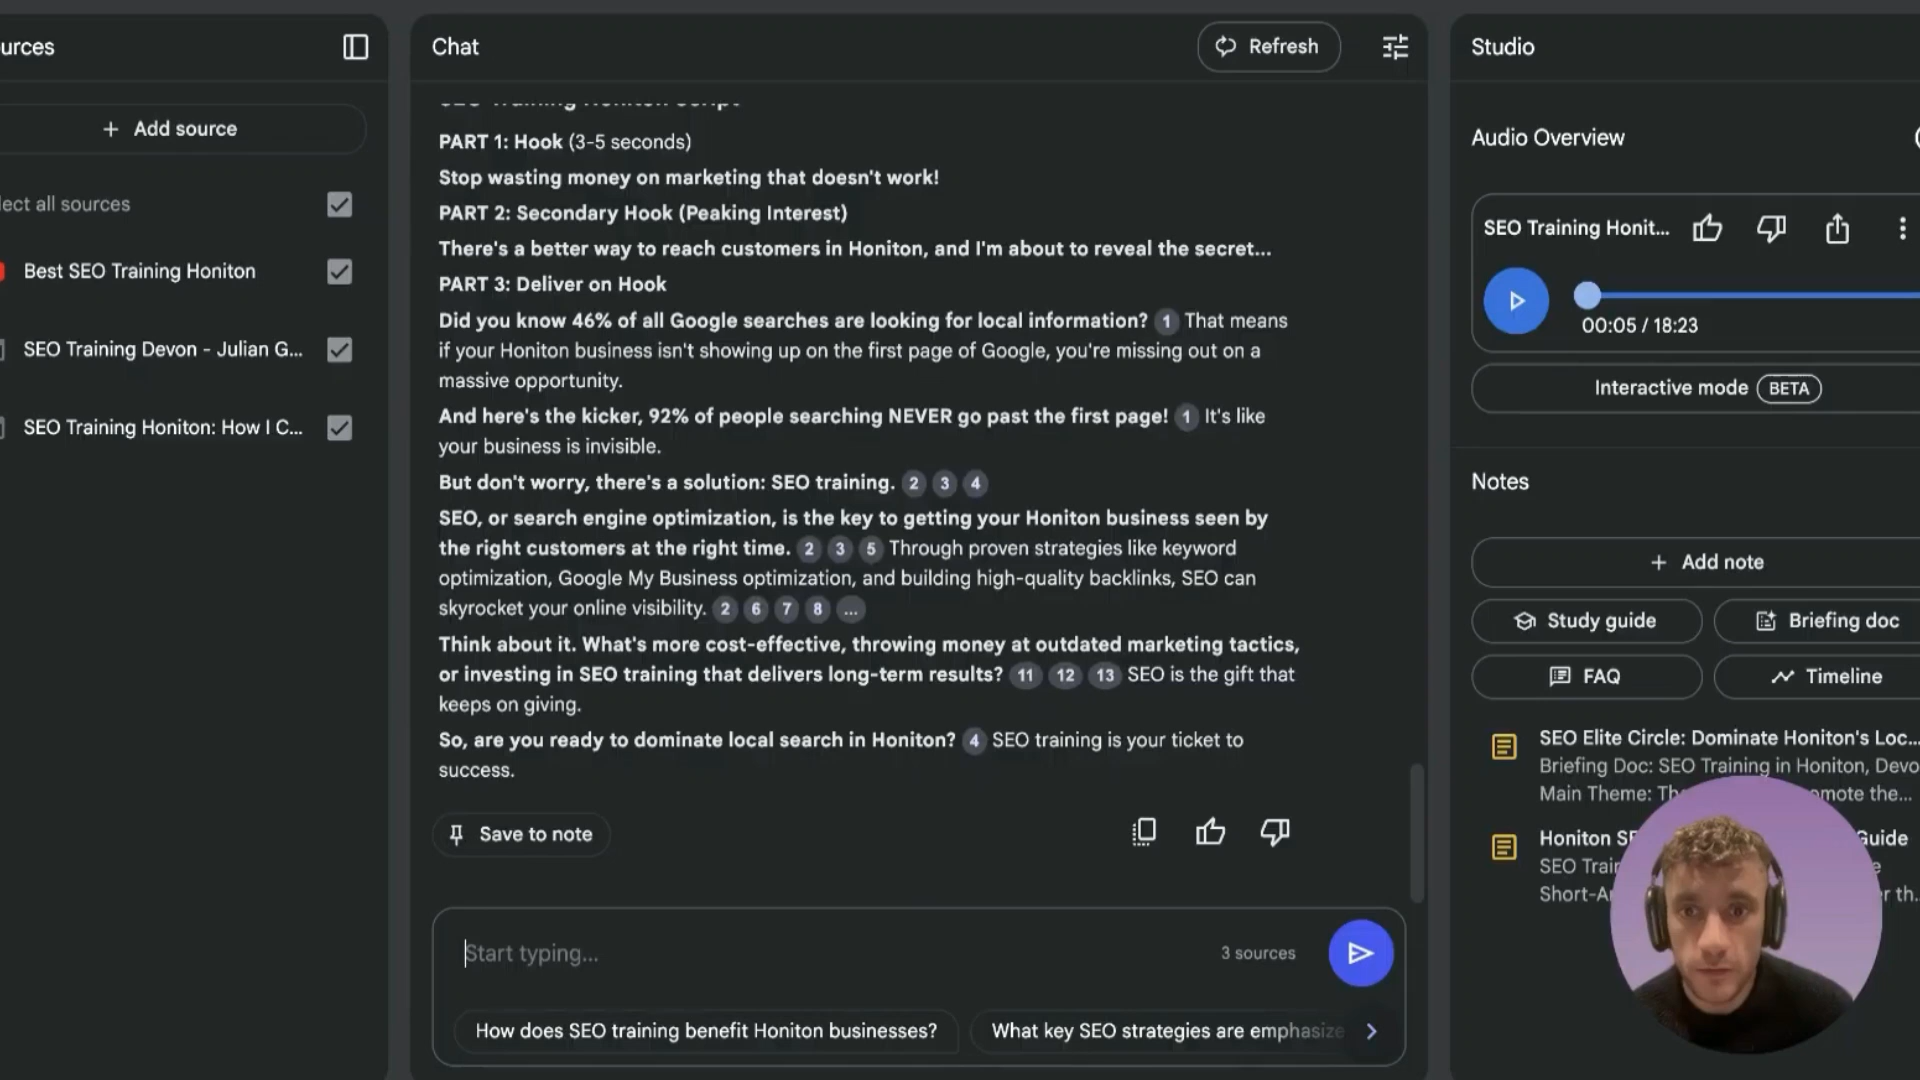 urces
Add source
lect all sources
Best SEO Training Honiton
SEO Training Devon - Julian G...
SEO Training Honiton: How I C...
Chat
Refresh
SEO Training Honiton Script
PART 1: Hook (3-5 seconds)
Stop wasting money on marketing that doesn't work!
PART 2: Secondary Hook (Peaking Interest)
There's a better way to reach customers in Honiton, and I'm about to reveal the secret...
PART 3: Deliver on Hook
Did you know 46% of all Google searches are looking for local information? 1 That means
if your Honiton business isn't showing up on the first page of Google, you're missing out on a
massive opportunity.
And here's the kicker, 92% of people searching NEVER go past the first page! 1 It's like
your business is invisible.
But don't worry, there's a solution: SEO training. 2 3 4
SEO, or search engine optimization, is the key to getting your Honiton business seen by
the right customers at the right time. 2 3 5 Through proven strategies like keyword
optimization, Google My Business optimization, and building high-quality backlinks, SEO can
skyrocket your online visibility. 2 6 7 8 ...
Think about it. What's more cost-effective, throwing money at outdated marketing tactics,
or investing in SEO training that delivers long-term results? 11 12 13 SEO is the gift that
keeps on giving.
So, are you ready to dominate local search in Honiton? 4 SEO training is your ticket to
success.
Save to note
Start typing...
3 sources
How does SEO training benefit Honiton businesses?
What key SEO strategies are emphasize
Studio
Audio Overview
SEO Training Honit...
00:05 / 18:23
Interactive mode BETA
Notes
Add note
Study guide
Briefing doc
FAQ
Timeline
SEO Elite Circle: Dominate Honiton's Loc...
Briefing Doc: SEO Training in Honiton, Devo
Main Theme: Th mote the...
Honiton SE Guide
SEO Train
Short-A r th...